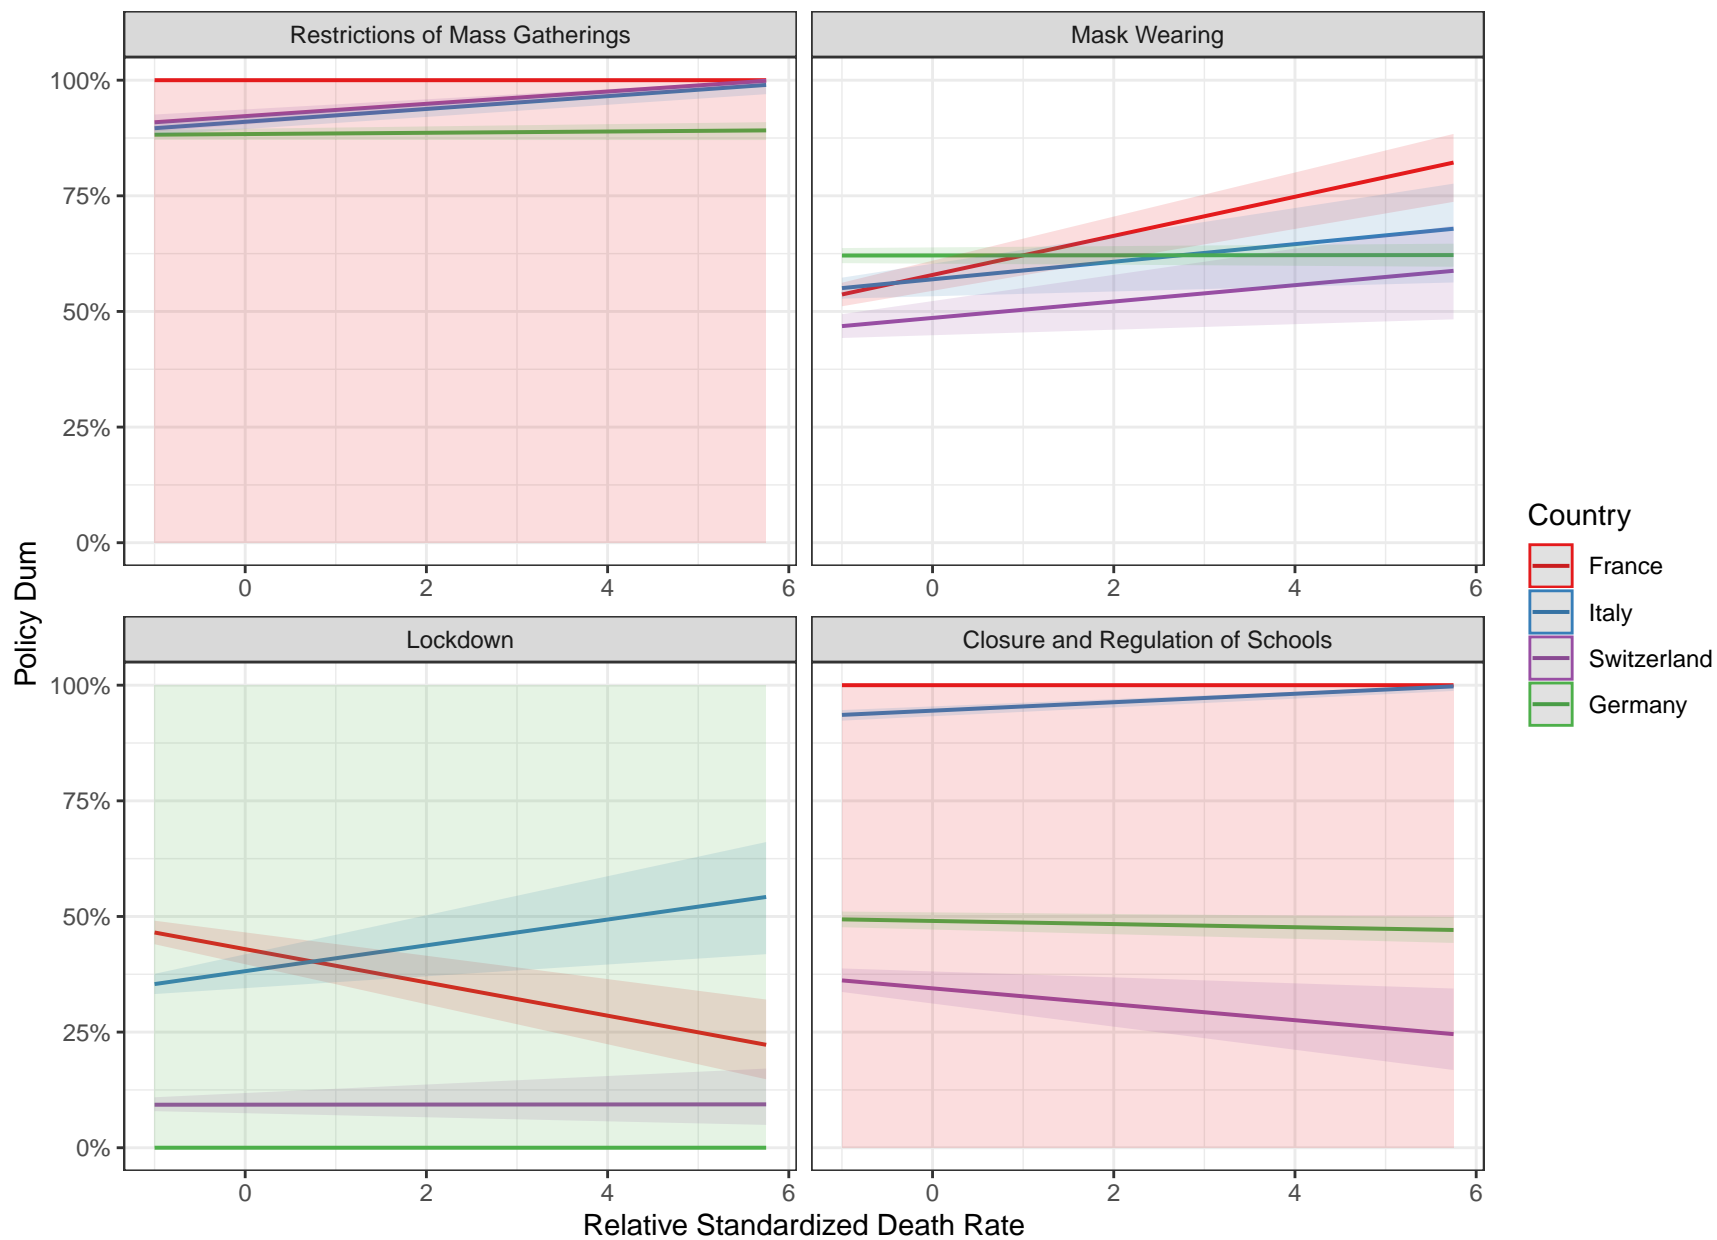 Restrictions of Mass Gatherings
Mask Wearing
100%
75%
50%
25%
0%
0 2 4 6
0 2 4 6
Policy Dum
Lockdown
Closure and Regulation of Schools
100%
75%
50%
25%
0%
0 2 4 6
0 2 4 6
Relative Standardized Death Rate
Country
France
Italy
Switzerland
Germany